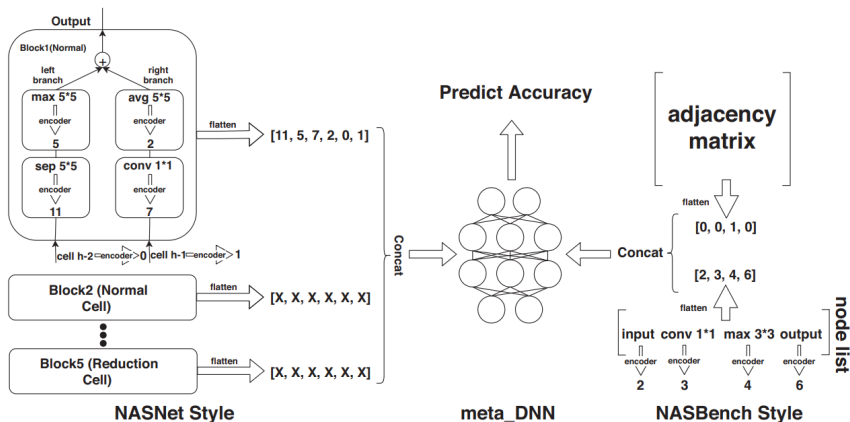 Output
Block1(Normal)
+
left
branch
right
branch
max 5*5
encoder
5
avg 5*5
encoder
2
sep 5*5
encoder
11
conv 1*1
encoder
7
cell h-2 encoder 0
cell h-1 encoder 1
flatten
[11, 5, 7, 2, 0, 1]
Block2 (Normal
Cell)
flatten
[X, X, X, X, X, X]
Block5 (Reduction
Cell)
flatten
[X, X, X, X, X, X]
Concat
NASNet Style
Predict Accuracy
meta_DNN
adjacency
matrix
flatten
[0, 0, 1, 0]
Concat
[2, 3, 4, 6]
flatten
input conv 1*1 max 3*3 output
encoder encoder encoder encoder
2 3 4 6
node list
NASBench Style